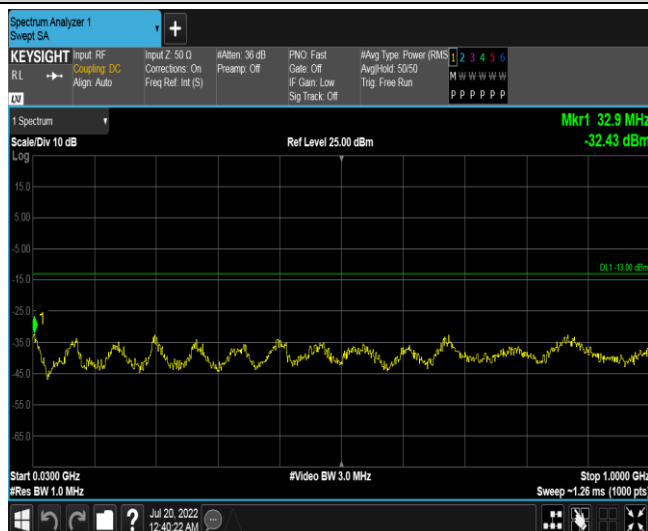 Spectrum Analyzer 1
Swept SA
+
KEYSIGHT Input: RF Input Z: 50 Ω #Atten: 36 dB PNO: Fast #Avg Type: Power (RMS 1 2 3 4 5 6
RL Coupling: DC Corrections: On Preamp: Off Gate: Off Avg|Hold: 50/50 M W W W W W
Align: Auto Freq Ref: Int (S) IF Gain: Low Trig: Free Run
Sig Track: Off P P P P P P
LXI
1 Spectrum Mkr1 32.9 MHz
Scale/Div 10 dB Ref Level 25.00 dBm -32.43 dBm
Log
15.0
5.00
-5.00
DL1 -13.00 dBm
-15.0
-25.0
1
-35.0
-45.0
-55.0
-65.0
Start 0.0300 GHz #Video BW 3.0 MHz Stop 1.0000 GHz
#Res BW 1.0 MHz Sweep ~1.26 ms (1000 pts)
? Jul 20, 2022
12:40:22 AM